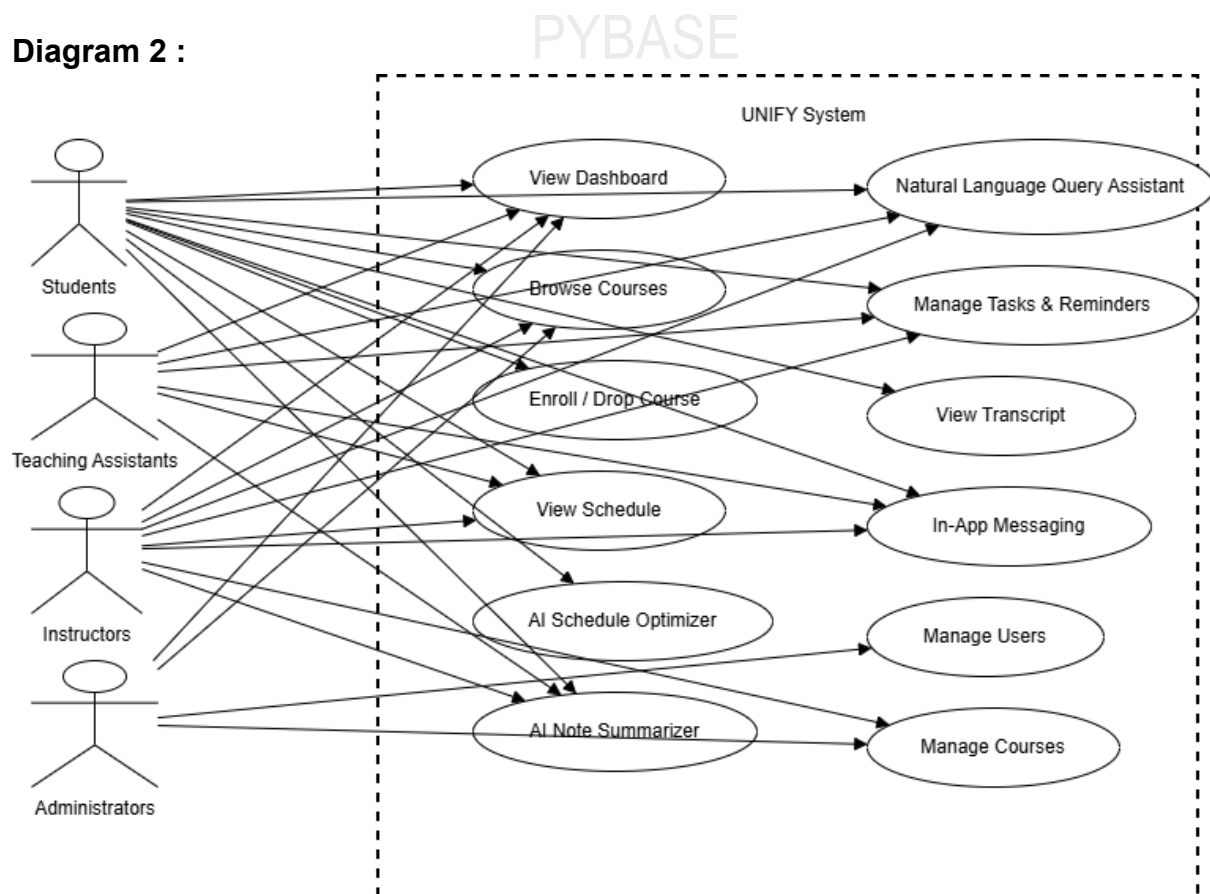 PYBASE
Diagram 2 :
UNIFY System
Students
Teaching Assistants
Instructors
Administrators
View Dashboard
Browse Courses
Enroll / Drop Course
View Schedule
AI Schedule Optimizer
AI Note Summarizer
Natural Language Query Assistant
Manage Tasks & Reminders
View Transcript
In-App Messaging
Manage Users
Manage Courses